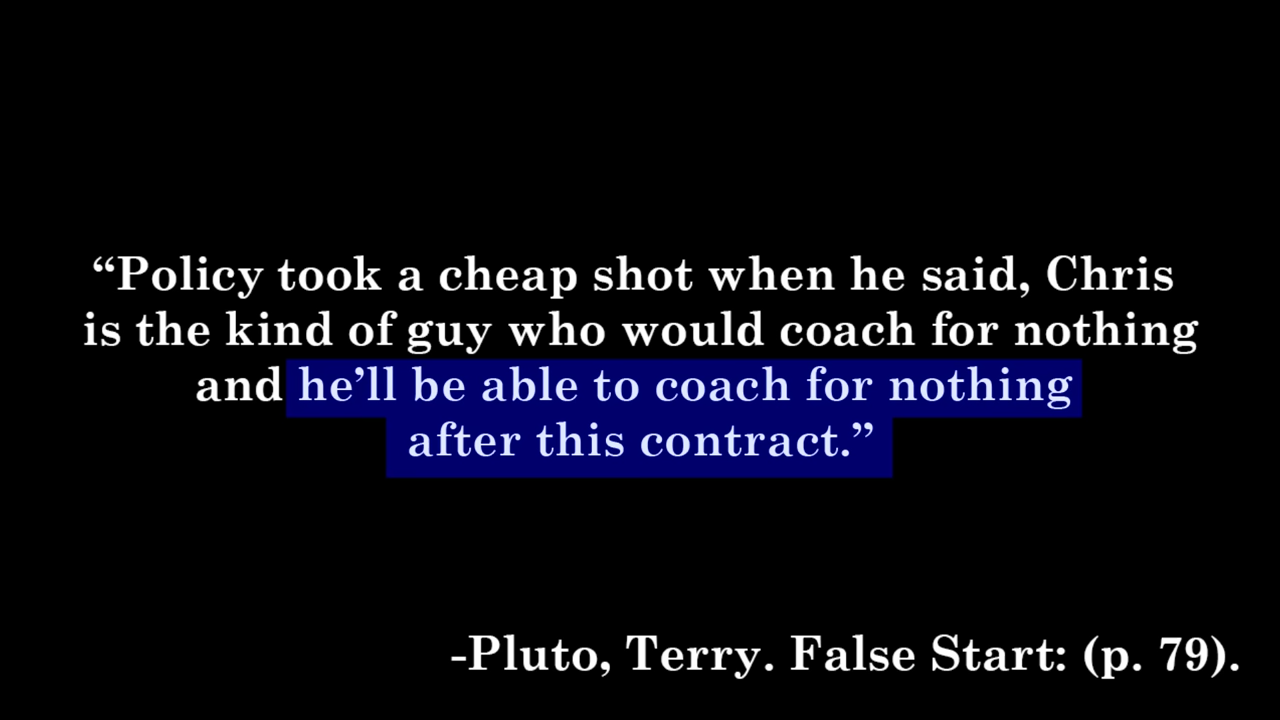 “Policy took a cheap shot when he said, Chris
is the kind of guy who would coach for nothing
and he’ll be able to coach for nothing
after this contract.”
-Pluto, Terry. False Start: (p. 79).